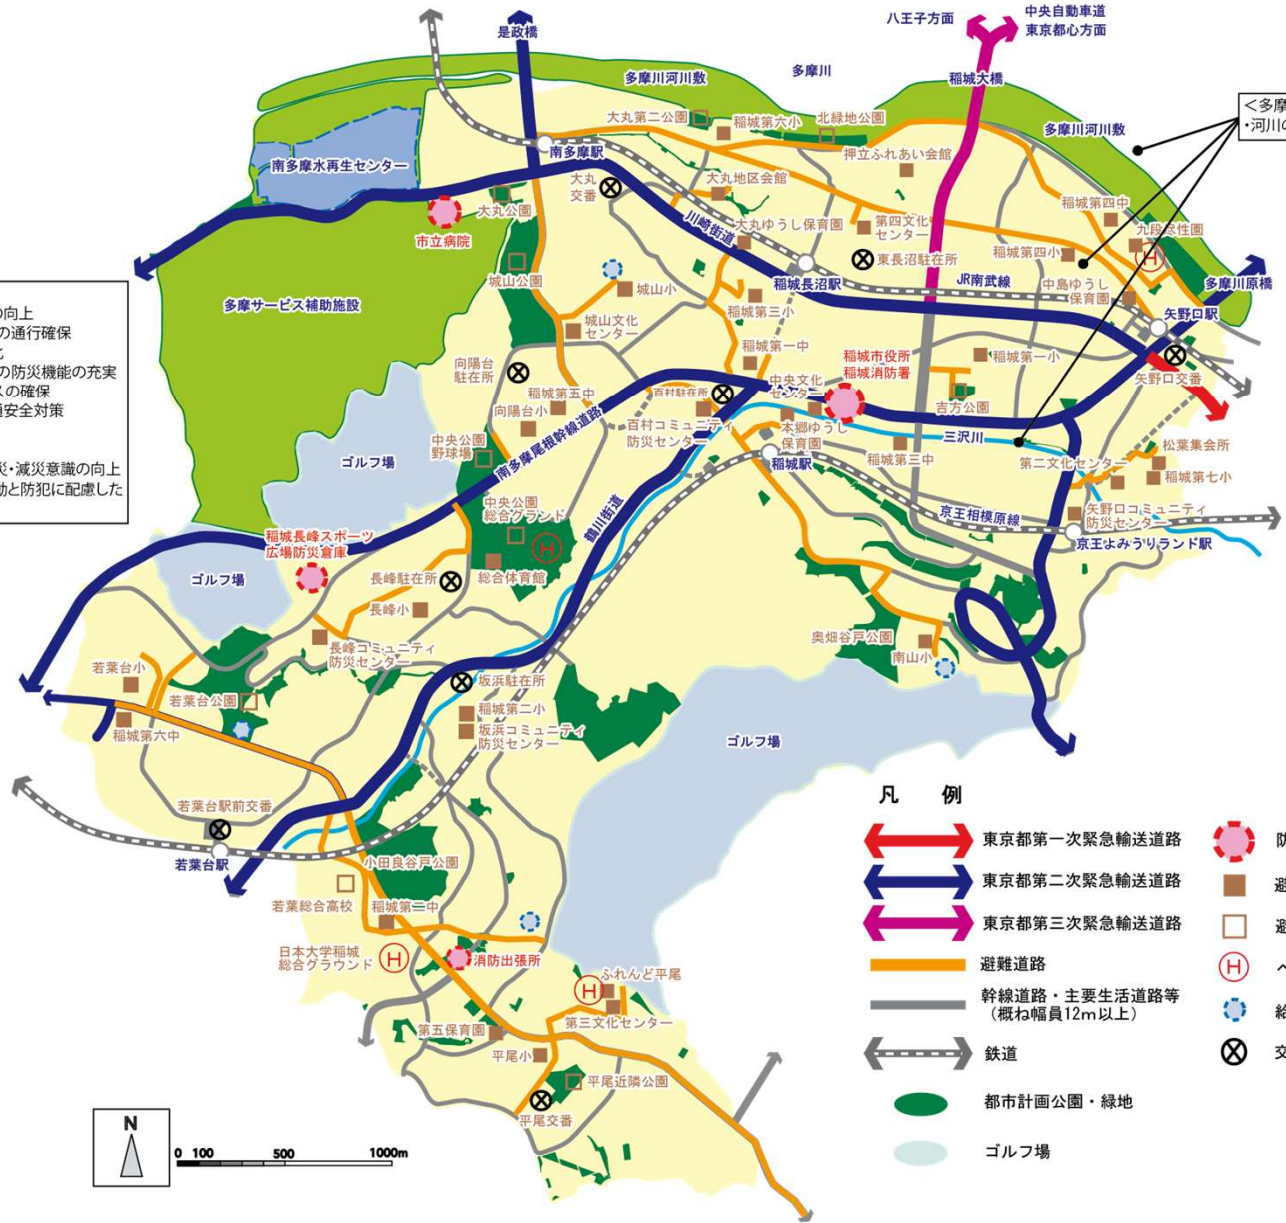 八王子方面
中央自動車道
東京都心方面
是政橋
多摩川河川敷
多摩川
稲城大橋
<多摩
・河川の
大丸第二公園
稲城第六小
北緑地公園
多摩川河川敷
南多摩水再生センター
南多摩駅
押立ふれあい会館
大丸
交番
大丸地区会館
大丸公園
稲城第四中
市立病院
川崎街道
大丸ゆうし保育園
第四文化
センター
九段尽性園
稲城第四小
東長沼駐在所
城山公園
稲城長沼駅
JR南武線
中島ゆうし
保育園
多摩川原橋
城山小
多摩サービス補助施設
の向上
の通行確保
化
の防災機能の充実
スの確保
通安全対策
災・減災意識の向上
動と防犯に配慮した
稲城第三小
矢野口駅
城山文化
センター
稲城第一中
稲城市役所
稲城消防署
稲城第一小
向陽台
駐在所
矢野口交番
稲城第五中
百村駐在所
中央文化
センター
向陽台小
吉方公園
百村コミュニティ
防災センター
本郷ゆうし
保育園
三沢川
中央公園
野球場
南多摩尾根幹線道路
稲城第三中
松葉集会所
ゴルフ場
稲城駅
第二文化センター
稲城第七小
中央公園
総合グランド
鶴川街道
京王相模原線
矢野口コミュニティ
防災センター
稲城長峰スポーツ
広場防災倉庫
京王よみうりランド駅
ゴルフ場
長峰駐在所
総合体育館
長峰小
奥畑谷戸公園
南山小
長峰コミュニティ
防災センター
若葉台小
坂浜駐在所
若葉台公園
稲城第二小
稲城第六中
坂浜コミュニティ
防災センター
ゴルフ場
若葉台駅前交番
若葉台駅
小田良谷戸公園
若葉総合高校
稲城第二中
日本大学稲城
総合グラウンド
消防出張所
ふれんど平尾
第三文化センター
第五保育園
平尾小
平尾近隣公園
平尾交番
凡 例
東京都第一次緊急輸送道路
防
東京都第二次緊急輸送道路
避
東京都第三次緊急輸送道路
避
避難道路
ヘ
幹線道路・主要生活道路等
(概ね幅員12m以上)
給
鉄道
交
都市計画公園・緑地
ゴルフ場
N
0 100 500 1000m
H
H
H
H
H